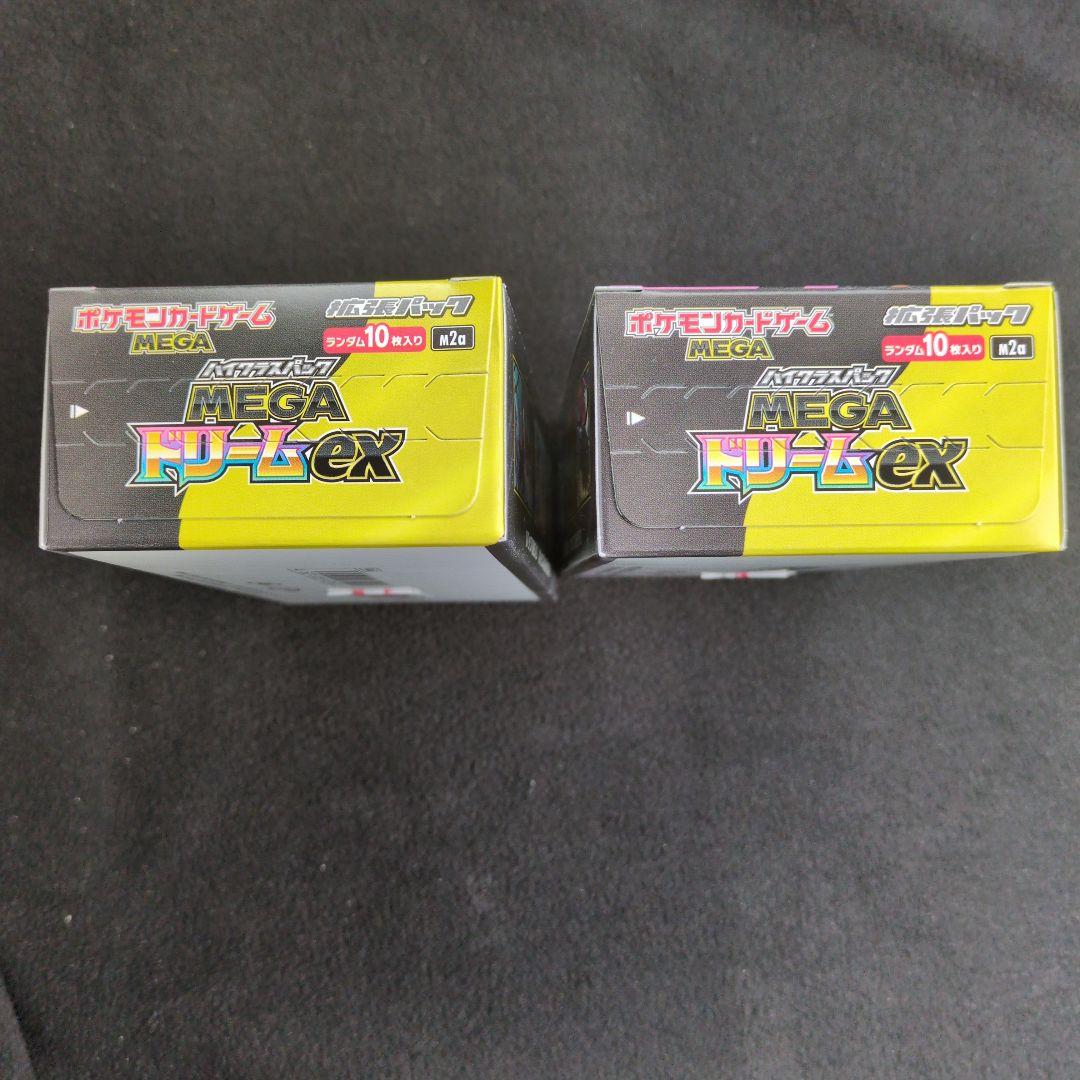 ポケモンカードゲーム
MEGA
拡張パック
ランダム10枚入り
M2a
ハイクラスパック
MEGA
ドリームex
ポケモンカードゲーム
MEGA
拡張パック
ランダム10枚入り
M2a
ハイクラスパック
MEGA
ドリームex